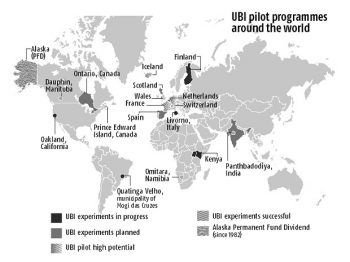 UBI pilot programmes
around the world
Alaska
(PFD)
Ontario, Canada
Dauphin,
Manitoba
Iceland
Finland
Scotland
Wales
France
Netherlands
Switzerland
Spain
Livorno,
Italy
Prince Edward
Island, Canada
Oakland,
California
Omitara,
Namibia
Kenya
Panthbadodiya,
India
Quatinga Velho,
municipality of
Mogi das Cruzes
UBI experiments in progress
UBI experiments planned
UBI pilot high potential
UBI experiments successful
Alaska Permanent Fund Dividend
(since 1982)